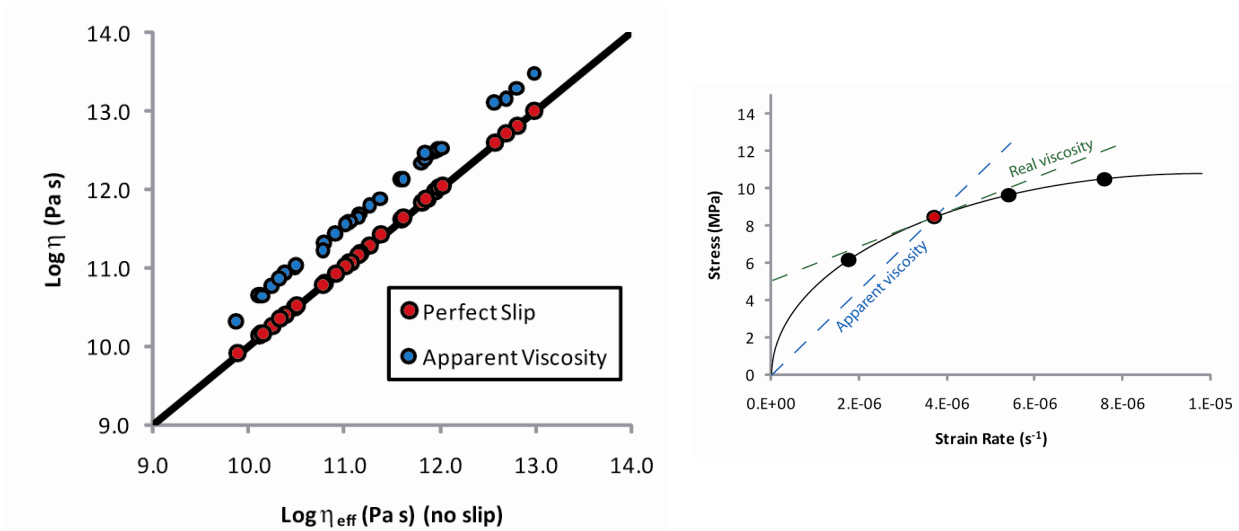 14.0
13.0
12.0
11.0
10.0
9.0
Log η (Pa s)
Perfect Slip
Apparent Viscosity
9.0 10.0 11.0 12.0 13.0 14.0
Log η eff (Pa s) (no slip)
14
12
10
8
6
4
2
0
Stress (MPa)
Real viscosity
Apparent viscosity
0.E+00 2.E-06 4.E-06 6.E-06 8.E-06 1.E-05
Strain Rate (s⁻¹)